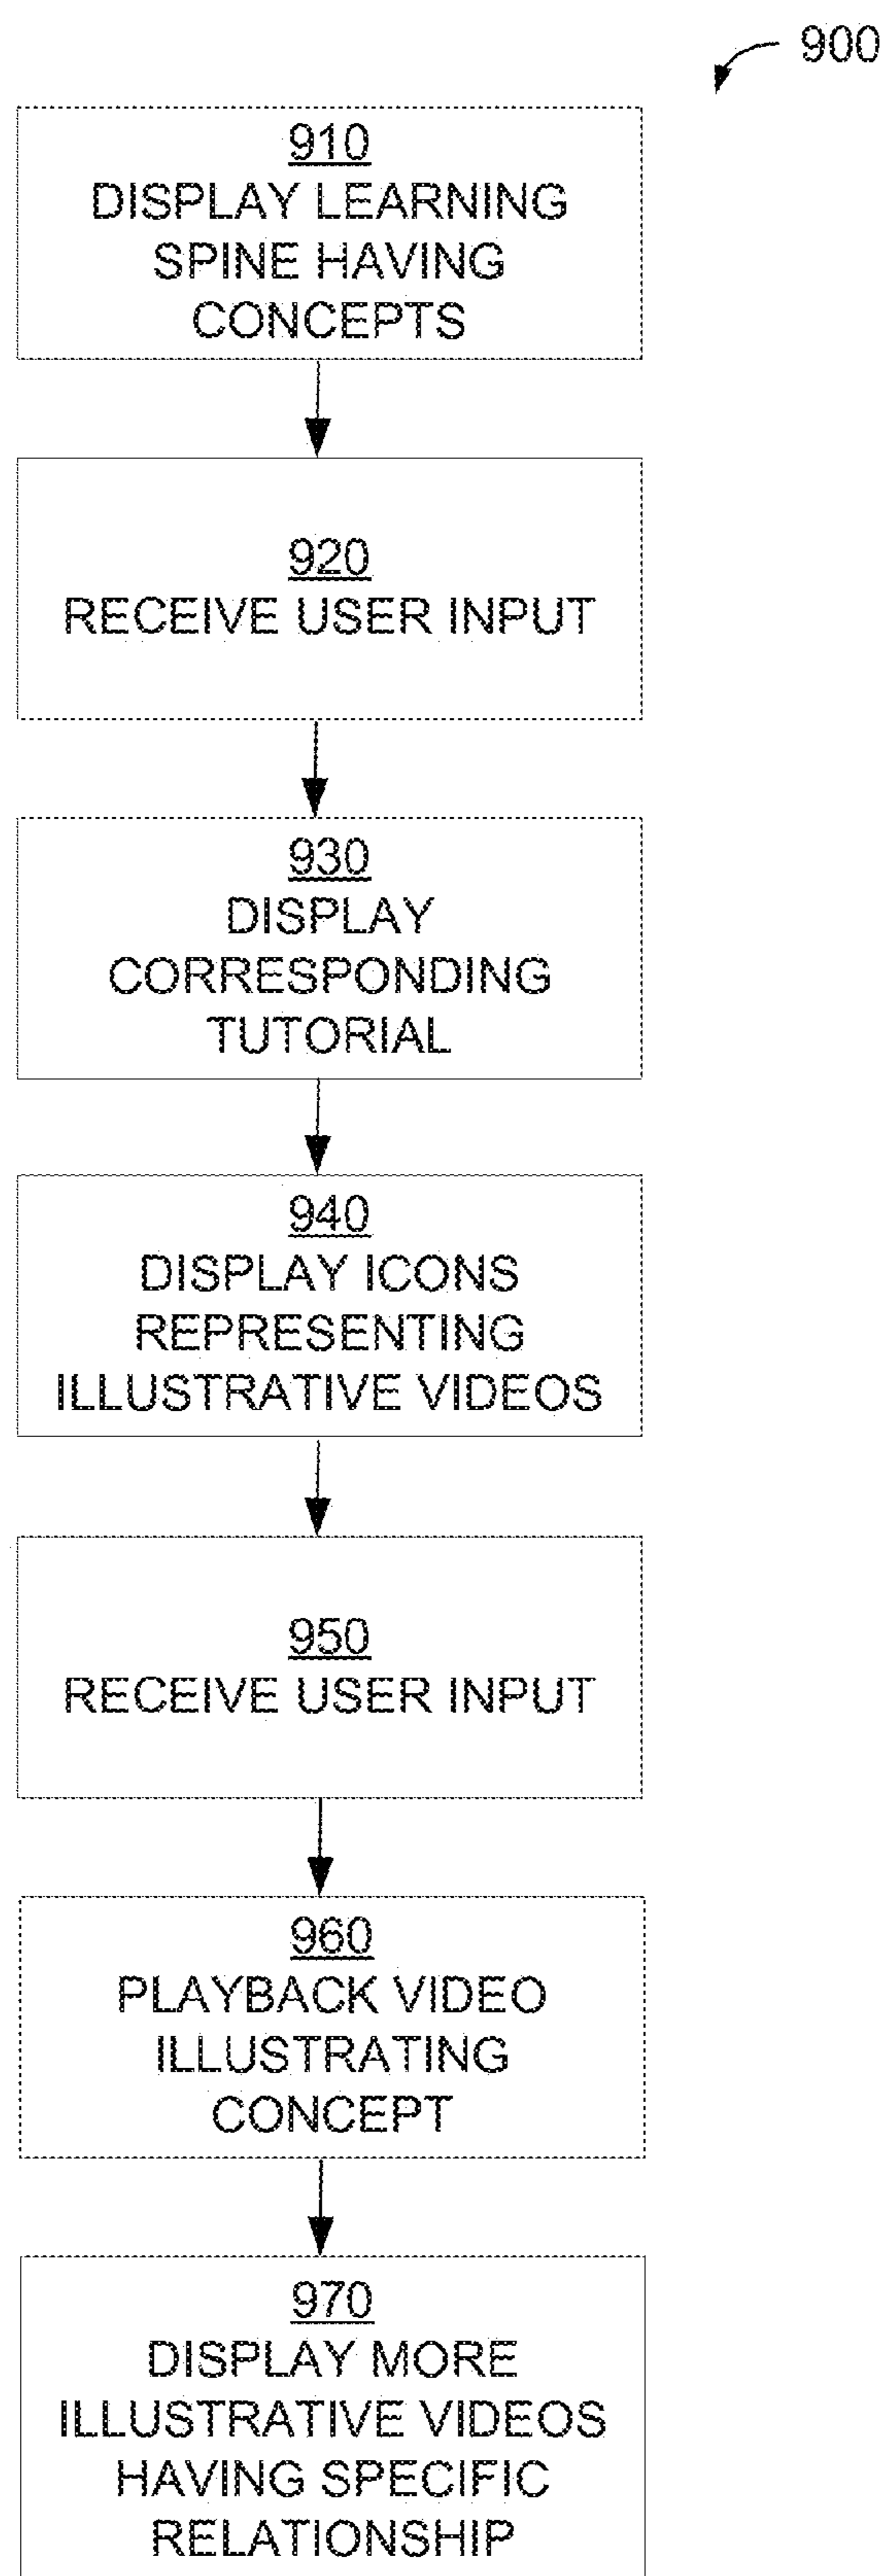 900
910
DISPLAY LEARNING
SPINE HAVING
CONCEPTS
920
RECEIVE USER INPUT
930
DISPLAY
CORRESPONDING
TUTORIAL
940
DISPLAY ICONS
REPRESENTING
ILLUSTRATIVE VIDEOS
950
RECEIVE USER INPUT
960
PLAYBACK VIDEO
ILLUSTRATING
CONCEPT
970
DISPLAY MORE
ILLUSTRATIVE VIDEOS
HAVING SPECIFIC
RELATIONSHIP